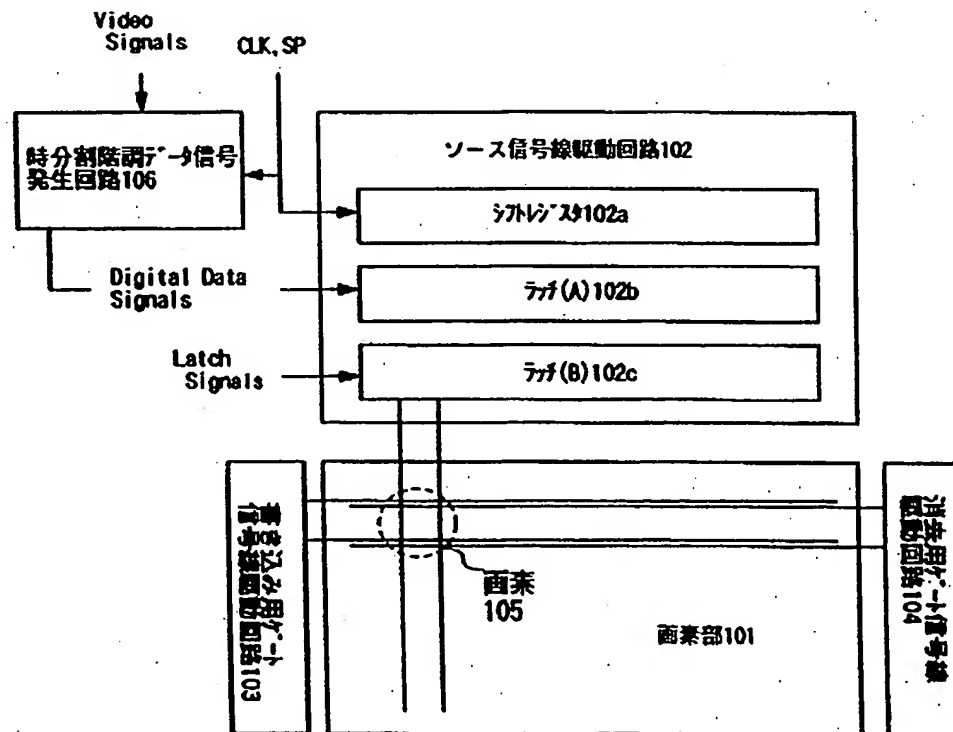 Video
Signals
CLK,SP
時分割階調データ信号
発生回路106
ソース信号線駆動回路102
シフトレジスタ102a
Digital Data
Signals
ラッチ(A)102b
Latch
Signals
ラッチ(B)102c
書き込み用ゲート
信号線駆動回路103
画素
105
画素部101
消去用ゲート信号線
駆動回路104